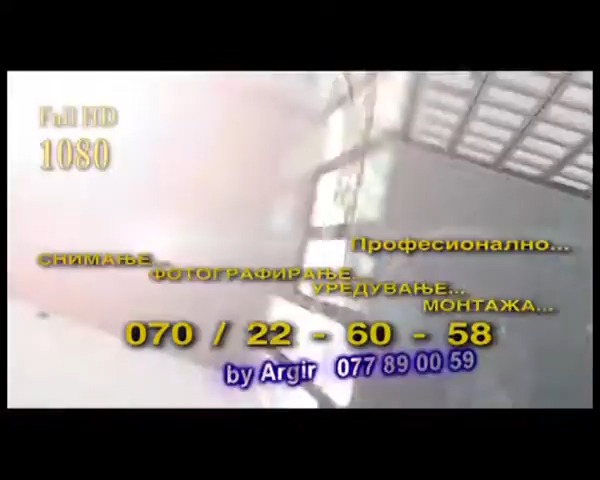 Full HD
1080
Професионално...
СНИМАЊЕ...
ФОТОГРАФИРАЊЕ...
УРЕДУВАЊЕ...
МОНТАЖА...
070 / 22 - 60 - 58
by Argir 077 89 00 59